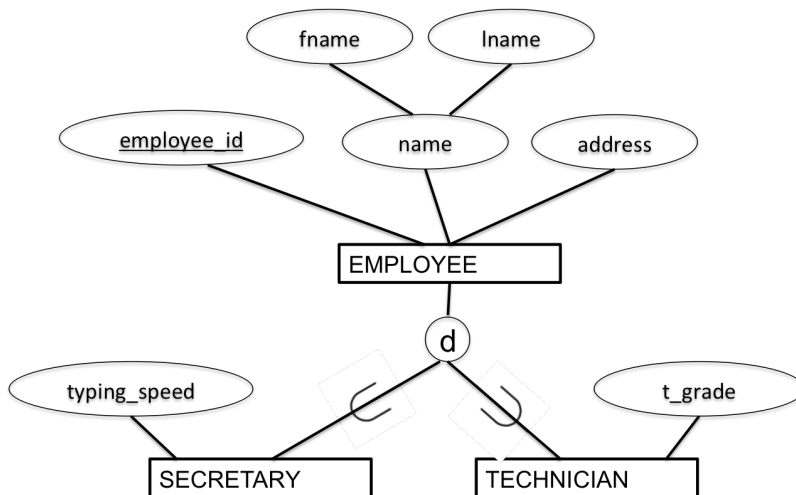 fname
lname
employee_id
name
address
EMPLOYEE
d
typing_speed
t_grade
SECRETARY
TECHNICIAN